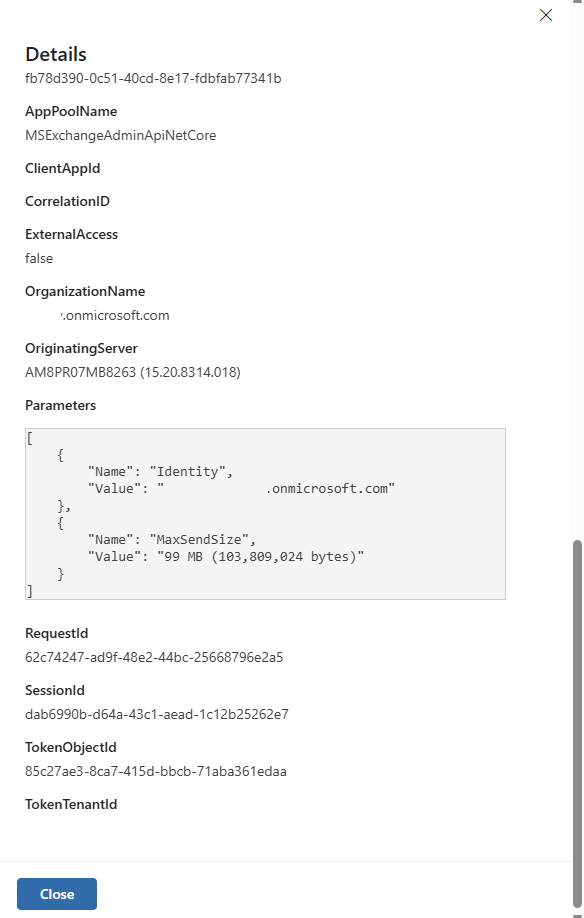 Details
fb78d390-0c51-40cd-8e17-fdbfab77341b
AppPoolName
MSExchangeAdminApiNetCore
ClientAppId
CorrelationID
ExternalAccess
false
OrganizationName
.onmicrosoft.com
OriginatingServer
AM8PR07MB8263 (15.20.8314.018)
Parameters
[
    {
        "Name": "Identity",
        "Value": "             .onmicrosoft.com"
    },
    {
        "Name": "MaxSendSize",
        "Value": "99 MB (103,809,024 bytes)"
    }
]
RequestId
62c74247-ad9f-48e2-44bc-25668796e2a5
SessionId
dab6990b-d64a-43c1-aead-1c12b25262e7
TokenObjectId
85c27ae3-8ca7-415d-bbcb-71aba361edaa
TokenTenantId
Close